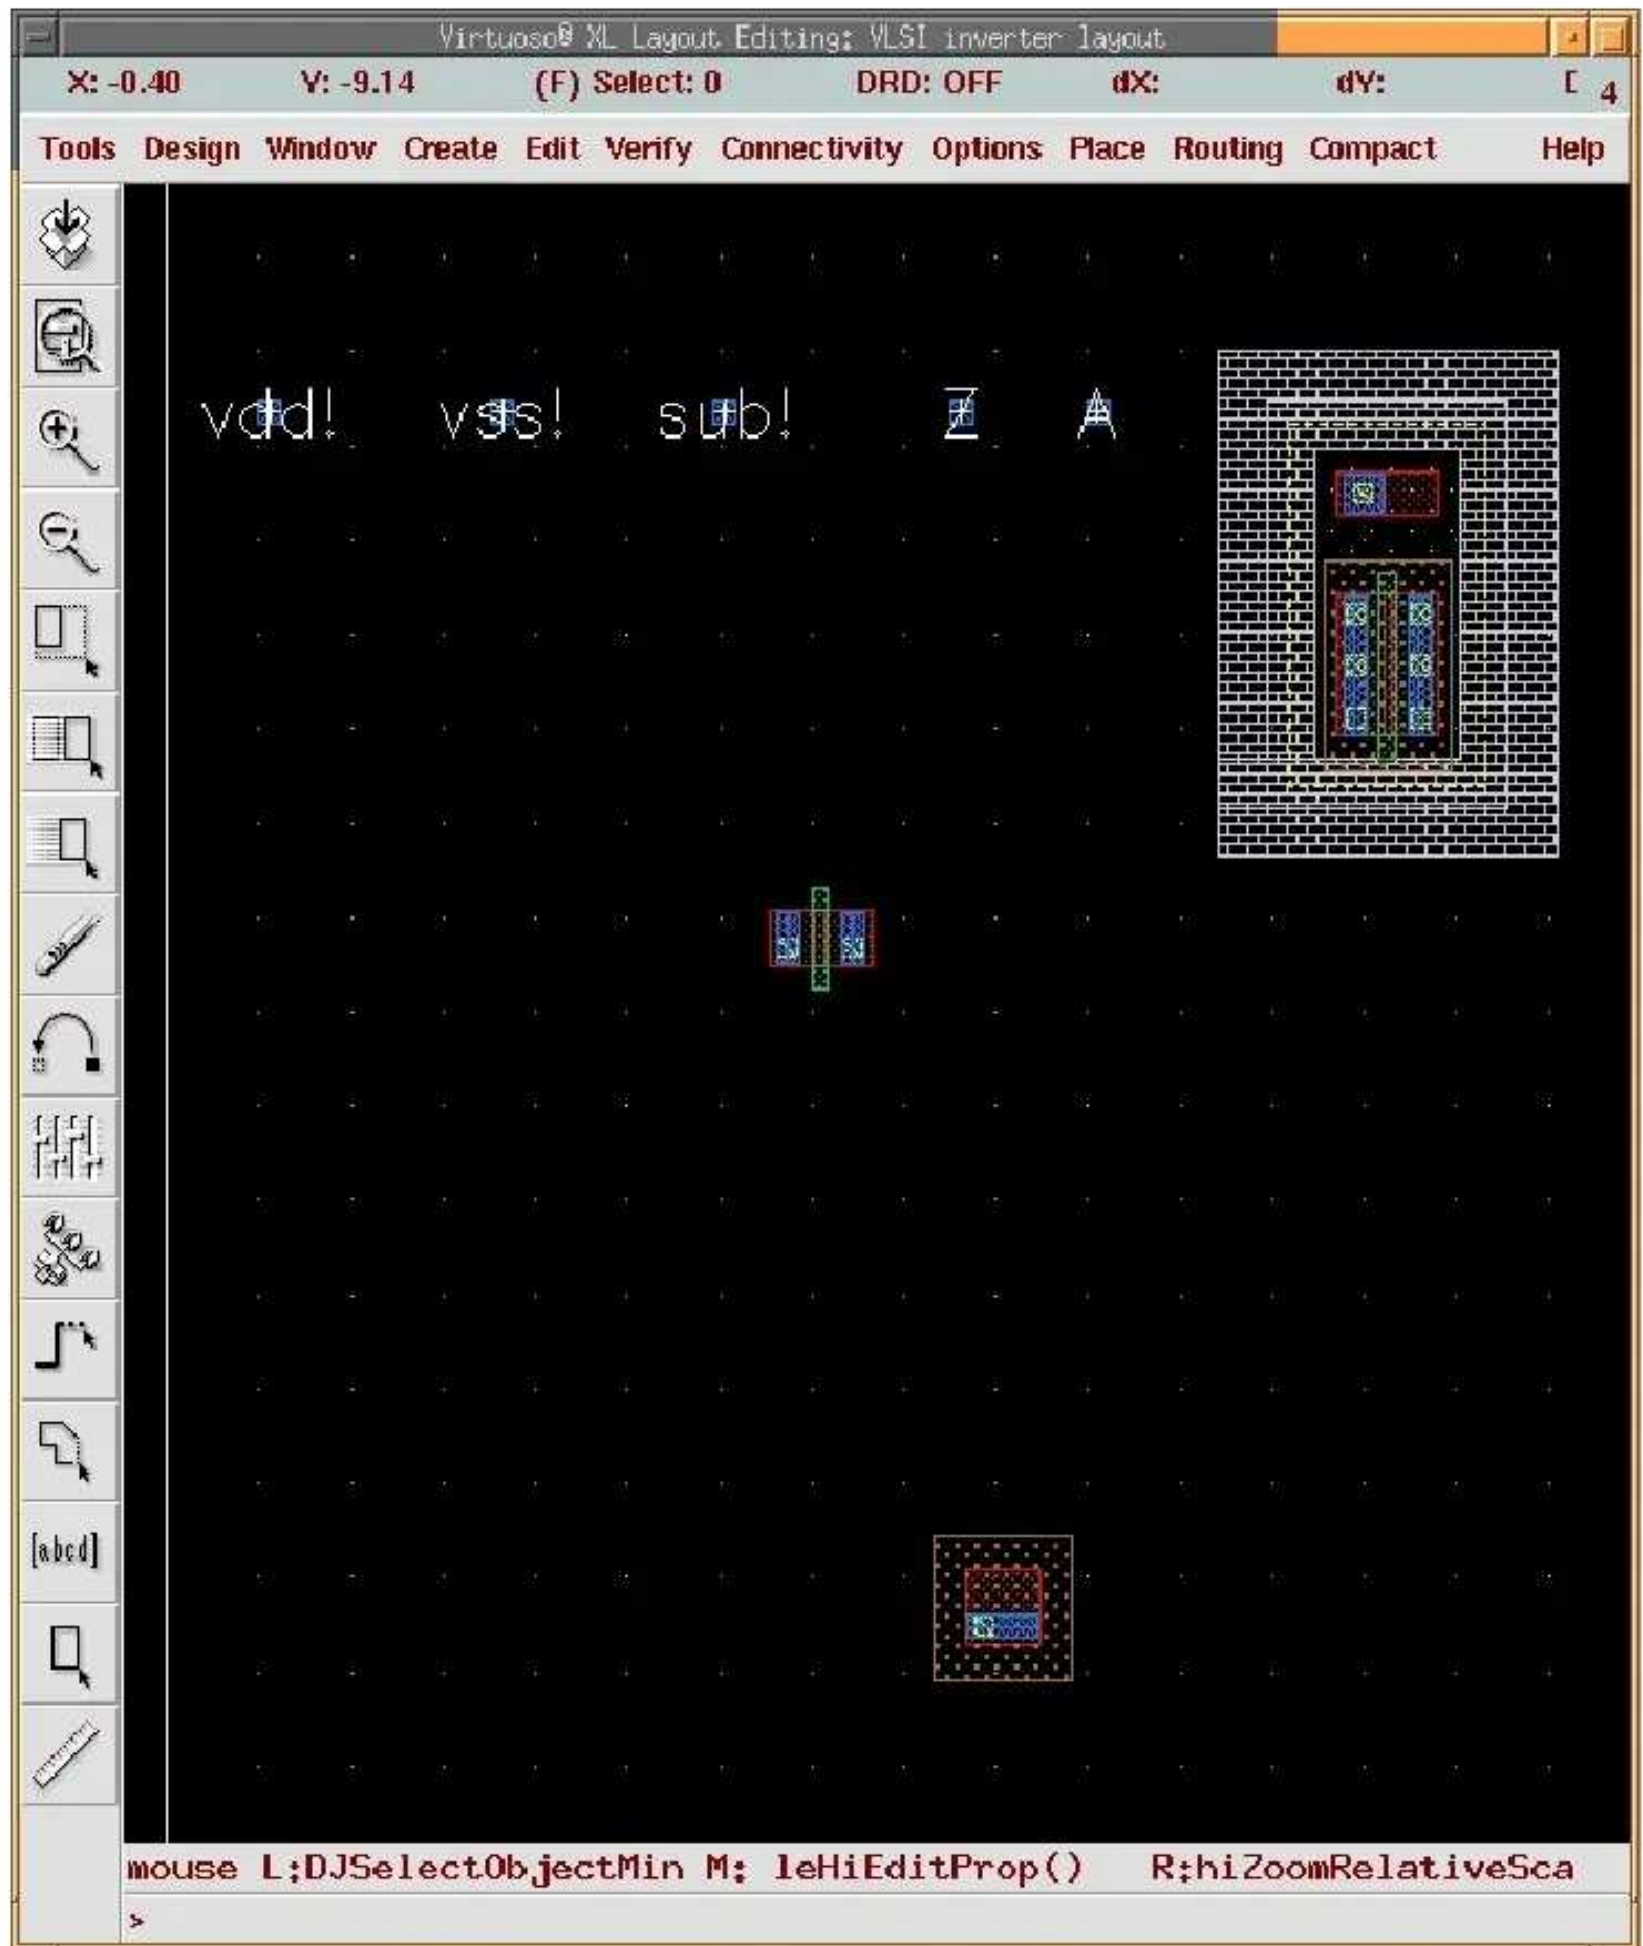 Virtuoso® XL Layout Editing: VLSI inverter layout
X: -0.40 Y: -9.14 (F) Select: 0 DRD: OFF dX: dY: 4
Tools Design Window Create Edit Verify Connectivity Options Place Routing Compact Help
vdd! vss! sub! Z A
[abcd]
mouse L:DJSelectObjectMin M: leHiEditProp() R:hiZoomRelativeSca
>